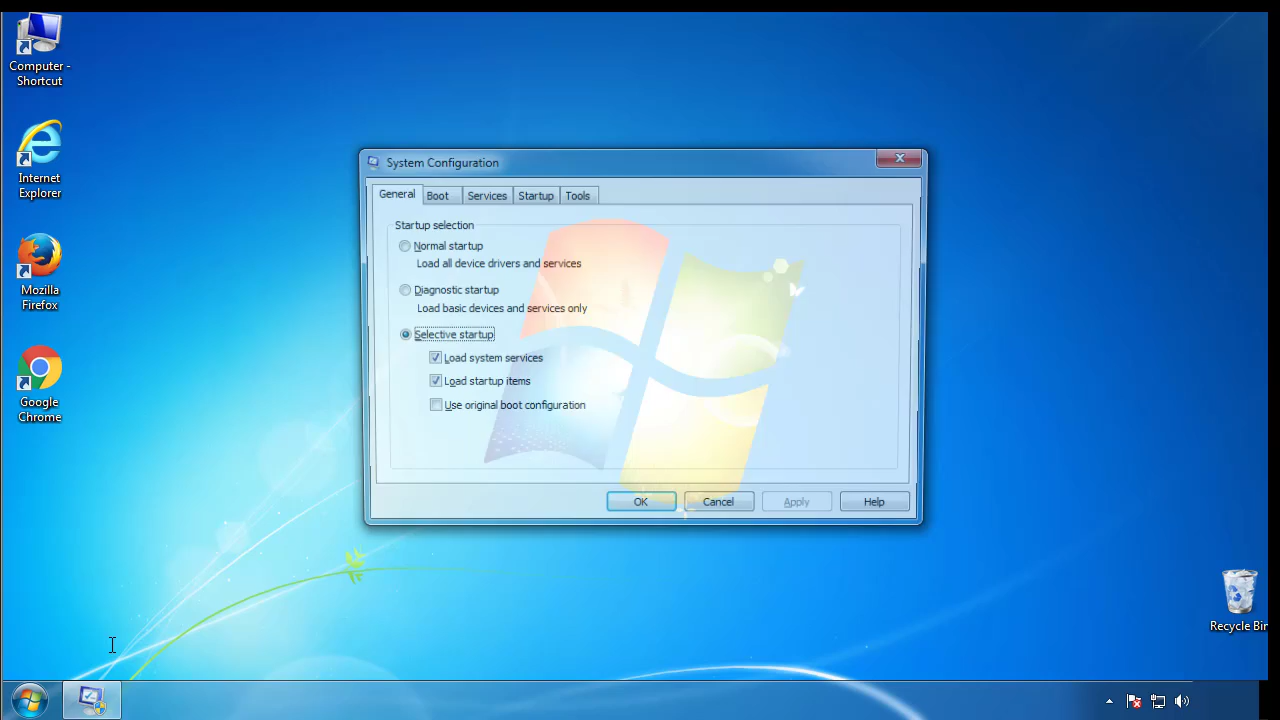 Computer -
Shortcut
Internet
Explorer
Mozilla
Firefox
Google
Chrome
System Configuration
General
Boot
Services
Startup
Tools
Startup selection
Normal startup
Load all device drivers and services
Diagnostic startup
Load basic devices and services only
Selective startup
Load system services
Load startup items
Use original boot configuration
OK
Cancel
Apply
Help
Recycle Bin